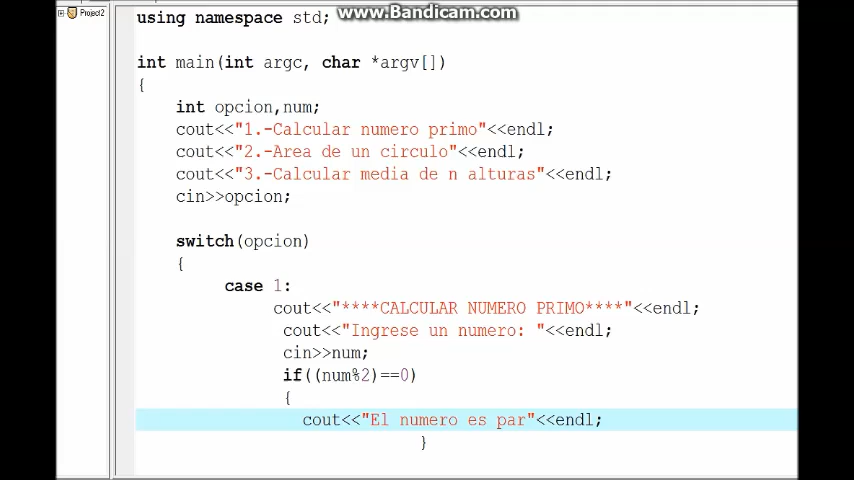 www.Bandicam.com
Project2
using namespace std;
int main(int argc, char *argv[])
{
int opcion,num;
cout<<"1.-Calcular numero primo"<<endl;
cout<<"2.-Area de un circulo"<<endl;
cout<<"3.-Calcular media de n alturas"<<endl;
cin>>opcion;
switch(opcion)
{
case 1:
cout<<"****CALCULAR NUMERO PRIMO****"<<endl;
cout<<"Ingrese un numero: "<<endl;
cin>>num;
if((num%2)==0)
{
cout<<"El numero es par"<<endl;
}